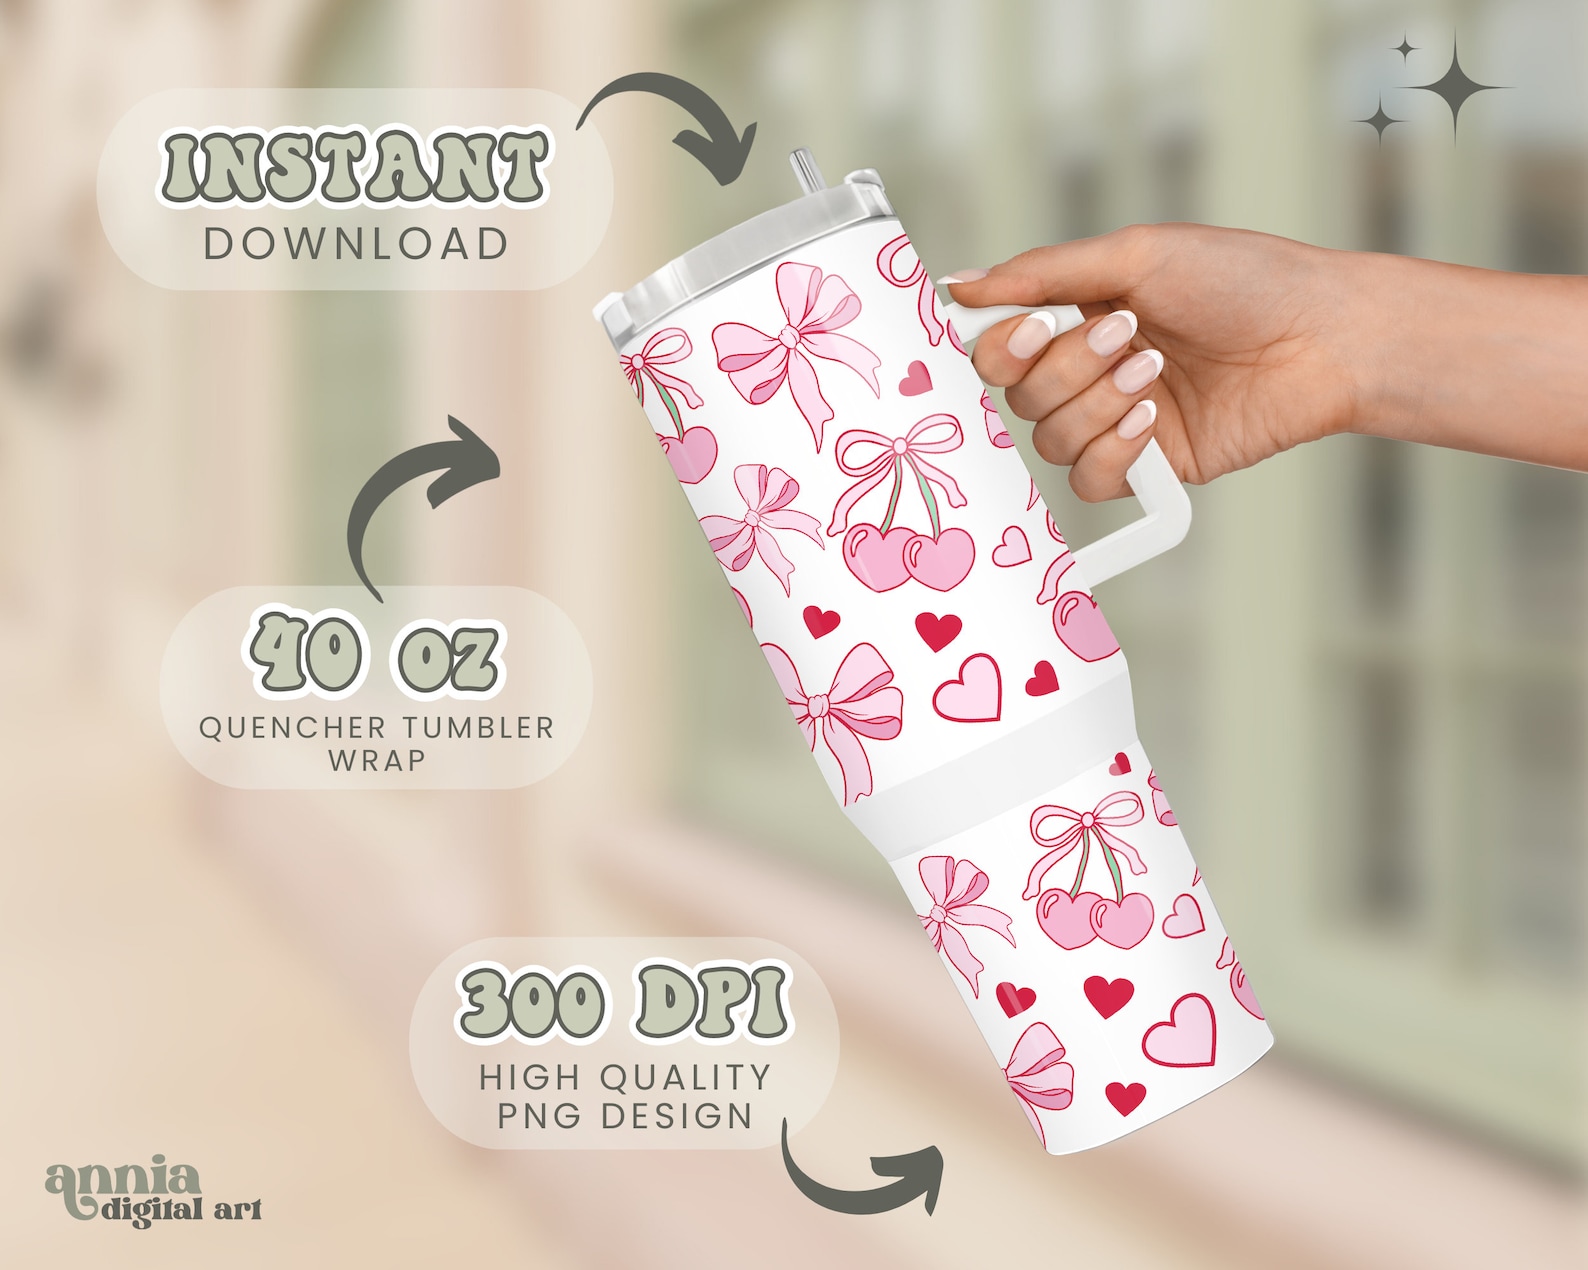 INSTANT
DOWNLOAD
40 oz
QUENCHER TUMBLER
WRAP
300 DPI
HIGH QUALITY
PNG DESIGN
annia
digital art